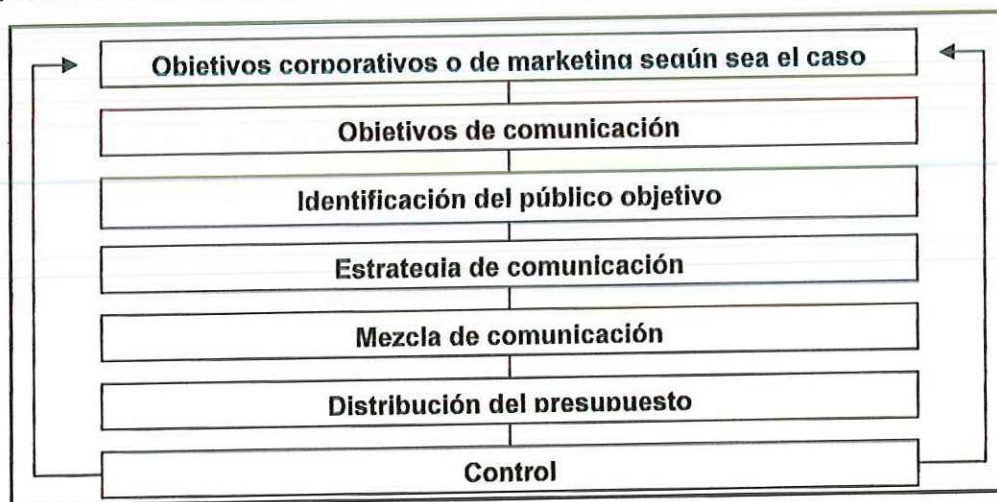 Objetivos corporativos o de marketing según sea el caso
Objetivos de comunicación
Identificación del público objetivo
Estrategia de comunicación
Mezcla de comunicación
Distribución del presupuesto
Control